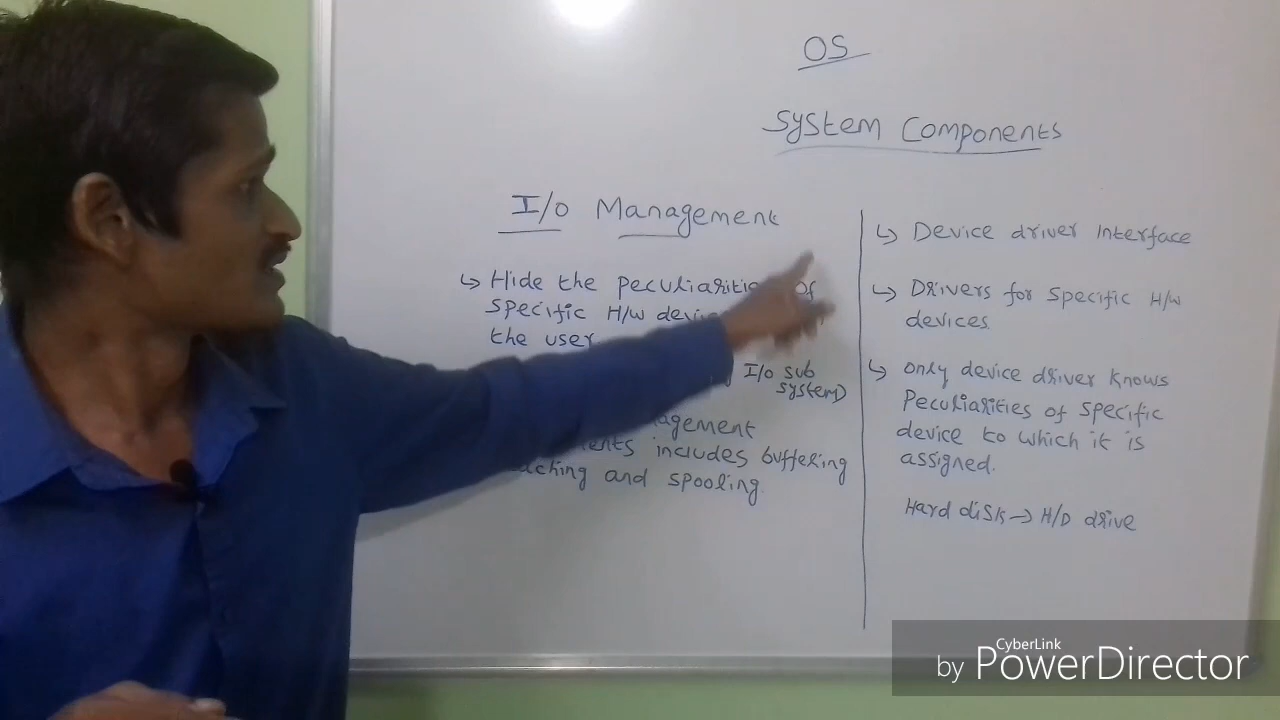 OS
System Components
I/O Management
↳ Hide the peculiarities of
specific H/W
the user
I/O sub
system)
includes buffering
and spooling.
↳ Device driver interface
↳ Drivers for specific H/W
devices.
↳ only device driver knows
Peculiarities of specific
device to which it is
assigned.
Hard disk → H/D drive
by CyberLink PowerDirector